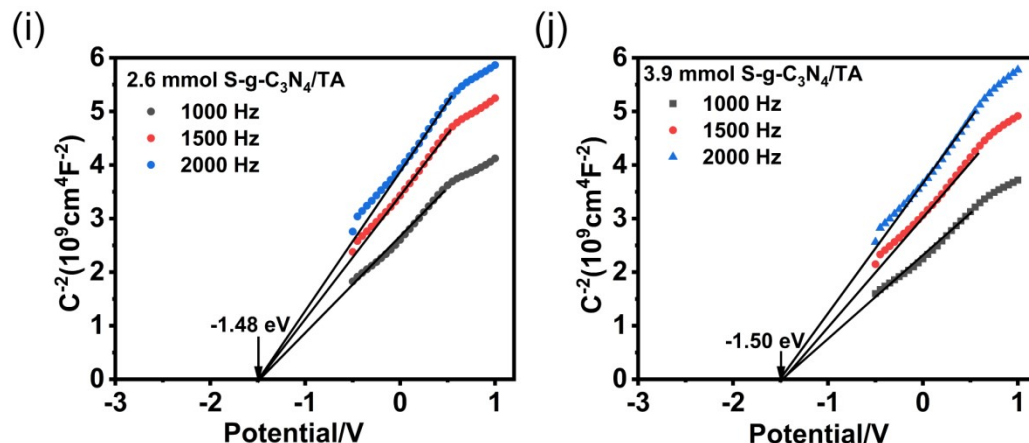 (i)
C⁻²(10⁹cm⁴F⁻²)
6
5
4
3
2
1
0
2.6 mmol S-g-C₃N₄/TA
1000 Hz
1500 Hz
2000 Hz
-1.48 eV
-3 -2 -1 0 1
Potential/V
(j)
C⁻²(10⁹cm⁴F⁻²)
6
5
4
3
2
1
0
3.9 mmol S-g-C₃N₄/TA
1000 Hz
1500 Hz
2000 Hz
-1.50 eV
-3 -2 -1 0 1
Potential/V